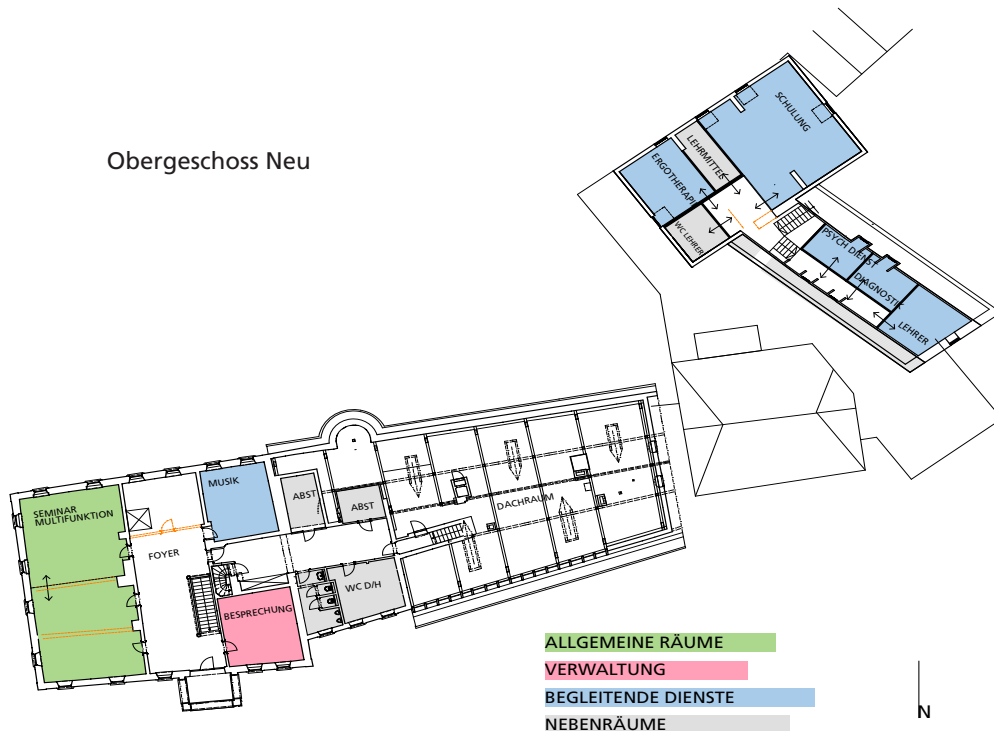 Obergeschoss Neu
SCHULUNG
LEHRMITTEL
ERGOTHERAPI
WC LEHRER
PSYCH DIENST
DIAGNOSTIK
LEHRER
MUSIK
ABST
ABST
DACHRAUM
SEMINAR
MULTIFUNKTION
FOYER
WC D/H
BESPRECHUNG
ALLGEMEINE RÄUME
VERWALTUNG
BEGLEITENDE DIENSTE
NEBENRÄUME
N